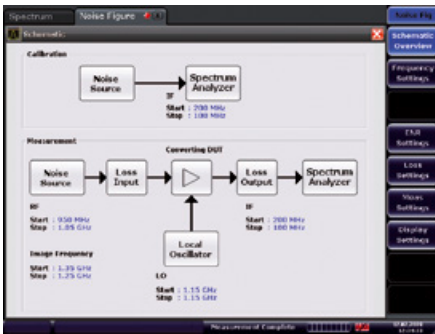 Spectrum
Noise Figure
Noise Fig
Schematic
Schematic
Overview
Frequency
Settings
ENR
Settings
Loss
Settings
Meas
Settings
Display
Settings
Calibration
Noise
Source
Spectrum
Analyzer
IF
Start : 200 MHz
Stop : 100 MHz
Measurement
Converting DUT
Noise
Source
Loss
Input
Loss
Output
Spectrum
Analyzer
RF
Start : 950 MHz
Stop : 1.05 GHz
IF
Start : 200 MHz
Stop : 100 MHz
Image Frequency
Start : 1.35 GHz
Stop : 1.25 GHz
Local
Oscillator
LO
Start : 1.15 GHz
Stop : 1.15 GHz
Measurement Complete